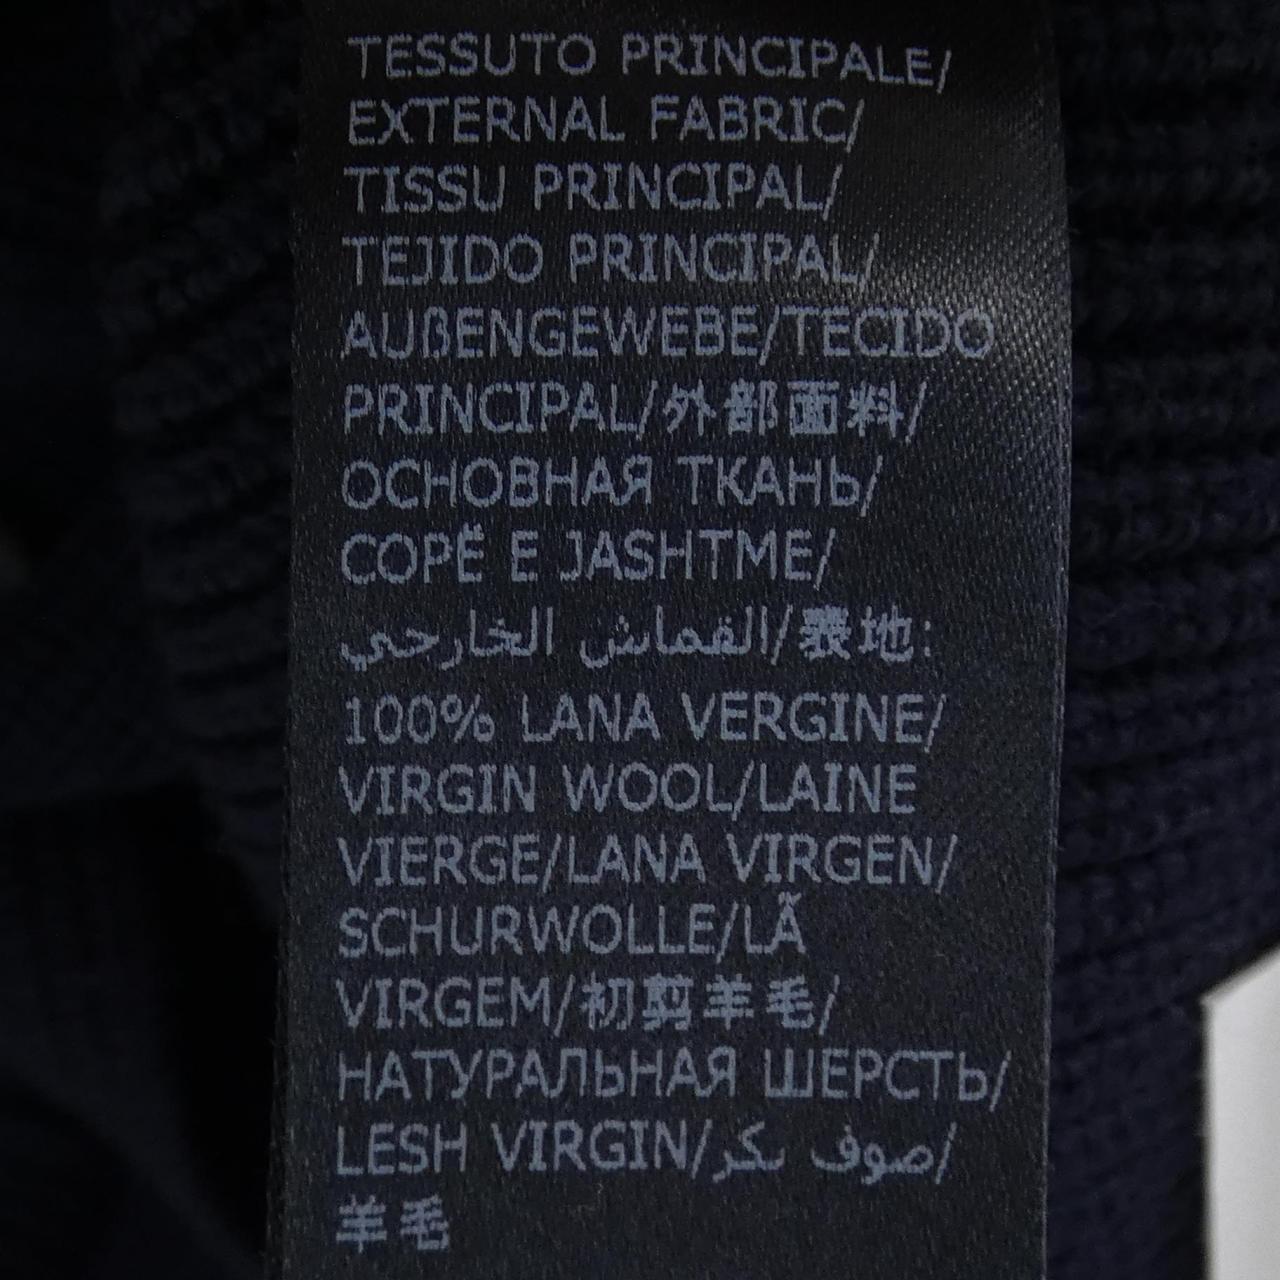 TESSUTO PRINCIPALE/
EXTERNAL FABRIC/
TISSU PRINCIPAL/
TEJIDO PRINCIPAL/
AUßENGEWEBE/TECIDO
PRINCIPAL/外部面料/
ОСНОВНАЯ ТКАНЬ/
COPË E JASHTME/
القماش الخارجي/表地:
100% LANA VERGINE/
VIRGIN WOOL/LAINE
VIERGE/LANA VIRGEN/
SCHURWOLLE/LÃ
VIRGEM/初剪羊毛/
НАТУРАЛЬНАЯ ШЕРСТЬ/
LESH VIRGIN/صوف بكر/
羊毛